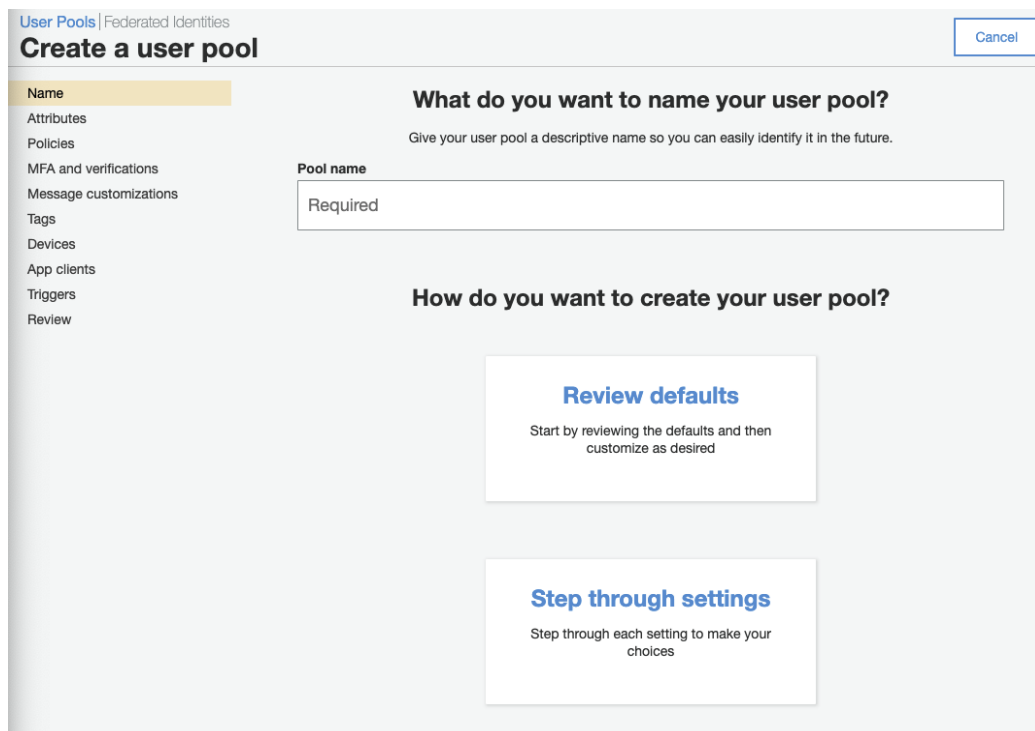 User Pools | Federated Identities
Create a user pool
Cancel
Name
Attributes
Policies
MFA and verifications
Message customizations
Tags
Devices
App clients
Triggers
Review
What do you want to name your user pool?
Give your user pool a descriptive name so you can easily identify it in the future.
Pool name
Required
How do you want to create your user pool?
Review defaults
Start by reviewing the defaults and then
customize as desired
Step through settings
Step through each setting to make your
choices